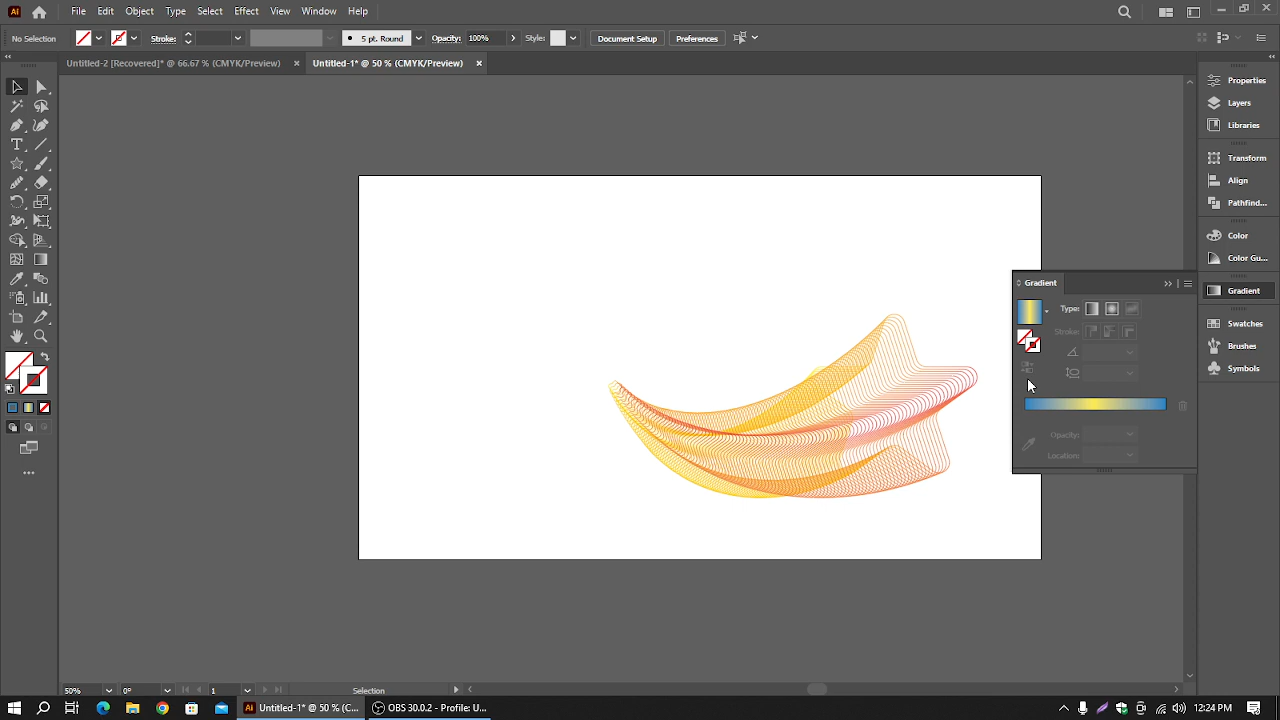 Ai File Edit Object Type Select Effect View Window Help
No Selection Stroke: 5 pt. Round Opacity: 100% Style: Document Setup Preferences
Untitled-2 [Recovered]* @ 66.67 % (CMYK/Preview) Untitled-1* @ 50 % (CMYK/Preview)
Properties
Layers
Libraries
Transform
Align
Pathfind...
Color
Color Gu...
Gradient
Swatches
Brushes
Symbols
Gradient
Type:
Stroke:
Opacity:
Location:
50% 0° 1 Selection
Ai Untitled-1* @ 50 % (C... OBS 30.0.2 - Profile: U... 12:24 PM